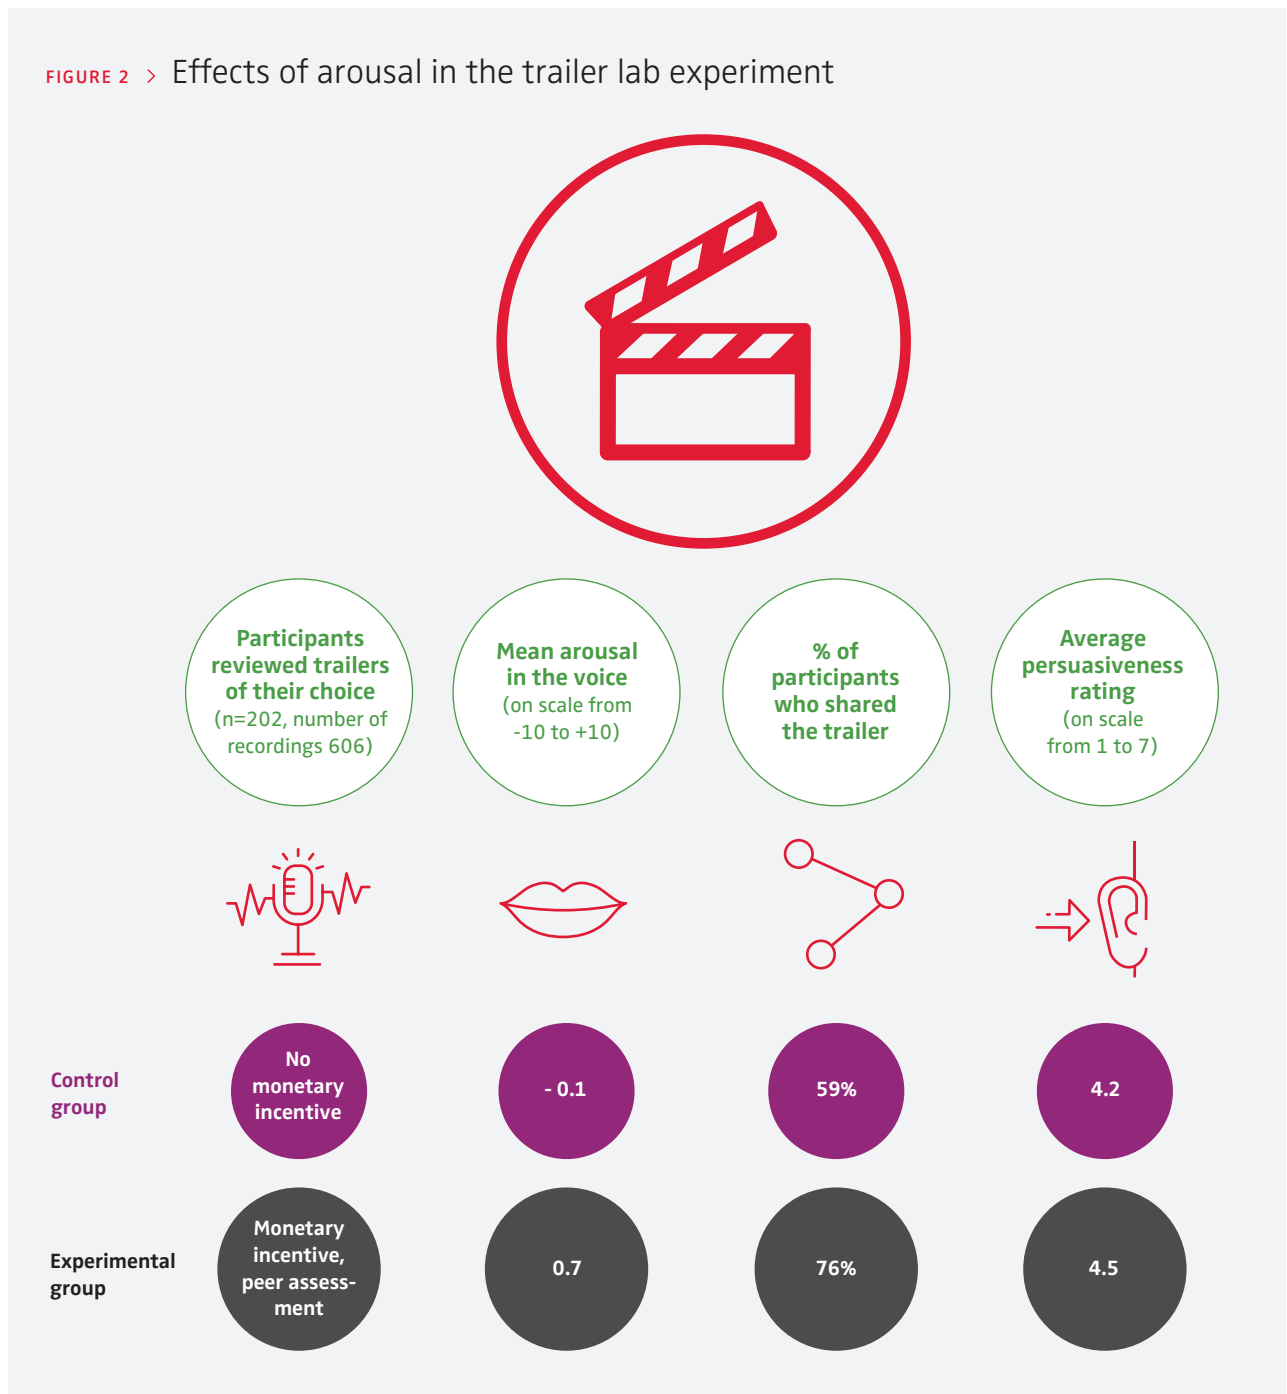 FIGURE 2 > Effects of arousal in the trailer lab experiment
Participants
reviewed trailers
of their choice
(n=202, number of
recordings 606)
Mean arousal
in the voice
(on scale from
-10 to +10)
% of
participants
who shared
the trailer
Average
persuasiveness
rating
(on scale
from 1 to 7)
Control
group
No
monetary
incentive
- 0.1
59%
4.2
Experimental
group
Monetary
incentive,
peer assess-
ment
0.7
76%
4.5